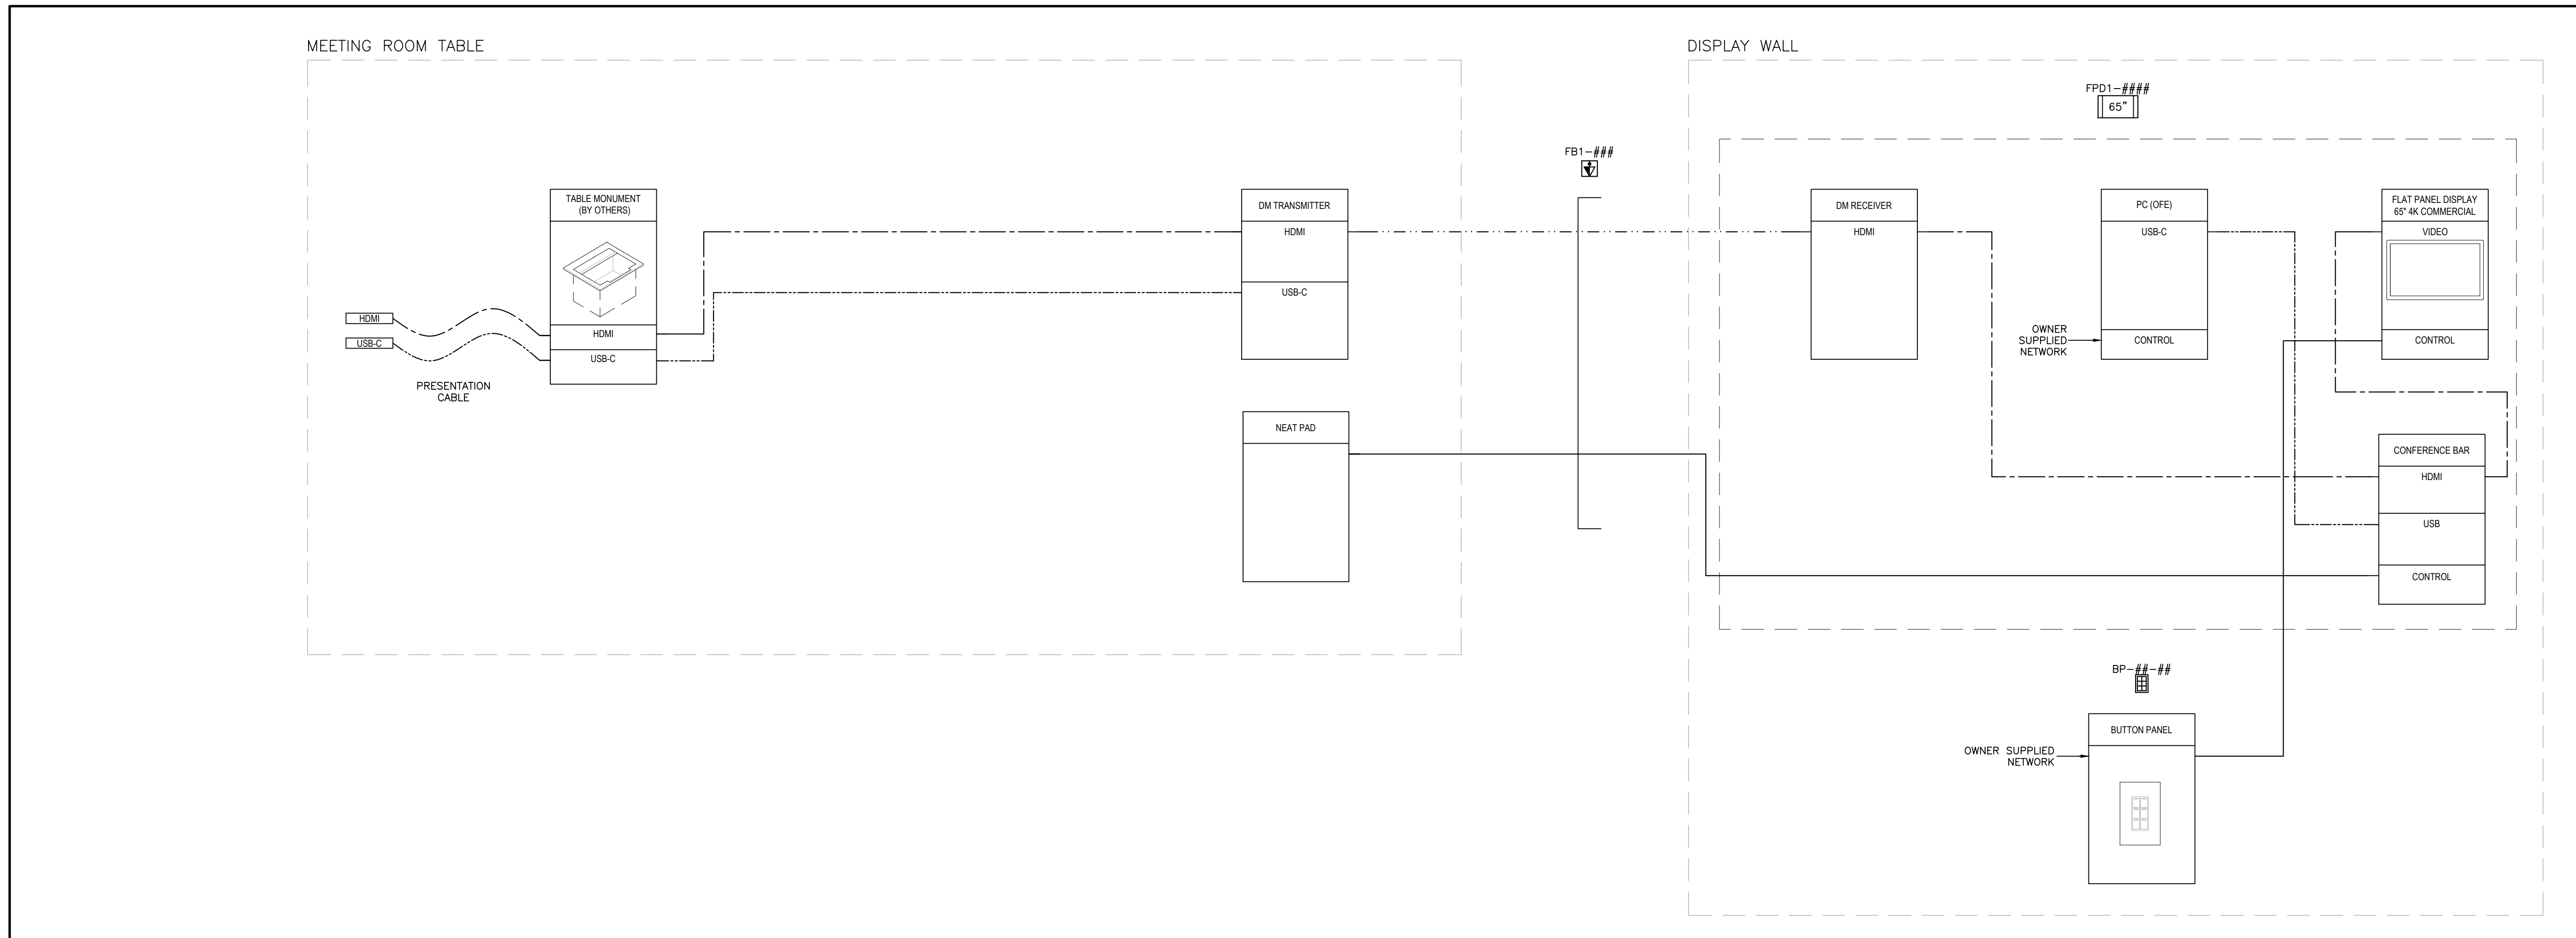 MEETING ROOM TABLE
DISPLAY WALL
FPD1-####
65"
FB1-###
TABLE MONUMENT
(BY OTHERS)
HDMI
USB-C
HDMI
USB-C
PRESENTATION
CABLE
DM TRANSMITTER
HDMI
USB-C
NEAT PAD
DM RECEIVER
HDMI
PC (OFE)
USB-C
CONTROL
OWNER
SUPPLIED
NETWORK
FLAT PANEL DISPLAY
65" 4K COMMERCIAL
VIDEO
CONTROL
CONFERENCE BAR
HDMI
USB
CONTROL
BP-##-##
BUTTON PANEL
OWNER SUPPLIED
NETWORK